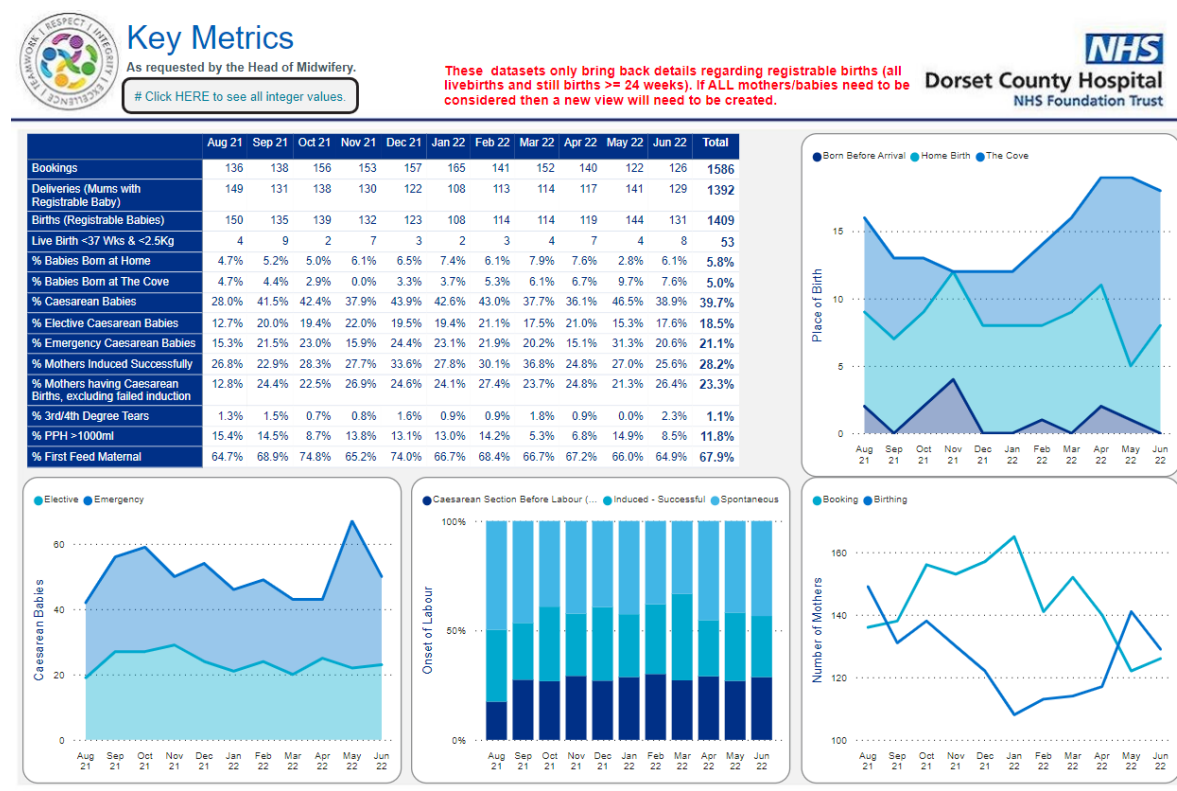 RESPECT | INTEGRITY | EXCELLENCE | TEAMWORK |
Key Metrics
As requested by the Head of Midwifery.
# Click HERE to see all integer values.
These datasets only bring back details regarding registrable births (all
livebirths and still births >= 24 weeks). If ALL mothers/babies need to be
considered then a new view will need to be created.
NHS
Dorset County Hospital
NHS Foundation Trust
Aug 21 Sep 21 Oct 21 Nov 21 Dec 21 Jan 22 Feb 22 Mar 22 Apr 22 May 22 Jun 22 Total
Bookings 136 138 156 153 157 165 141 152 140 122 126 1586
Deliveries (Mums with
Registrable Baby) 149 131 138 130 122 108 113 114 117 141 129 1392
Births (Registrable Babies) 150 135 139 132 123 108 114 114 119 144 131 1409
Live Birth <37 Wks & <2.5Kg 4 9 2 7 3 2 3 4 7 4 8 53
% Babies Born at Home 4.7% 5.2% 5.0% 6.1% 6.5% 7.4% 6.1% 7.9% 7.6% 2.8% 6.1% 5.8%
% Babies Born at The Cove 4.7% 4.4% 2.9% 0.0% 3.3% 3.7% 5.3% 6.1% 6.7% 9.7% 7.6% 5.0%
% Caesarean Babies 28.0% 41.5% 42.4% 37.9% 43.9% 42.6% 43.0% 37.7% 36.1% 46.5% 38.9% 39.7%
% Elective Caesarean Babies 12.7% 20.0% 19.4% 22.0% 19.5% 19.4% 21.1% 17.5% 21.0% 15.3% 17.6% 18.5%
% Emergency Caesarean Babies 15.3% 21.5% 23.0% 15.9% 24.4% 23.1% 21.9% 20.2% 15.1% 31.3% 20.6% 21.1%
% Mothers Induced Successfully 26.8% 22.9% 28.3% 27.7% 33.6% 27.8% 30.1% 36.8% 24.8% 27.0% 25.6% 28.2%
% Mothers having Caesarean
Births, excluding failed induction 12.8% 24.4% 22.5% 26.9% 24.6% 24.1% 27.4% 23.7% 24.8% 21.3% 26.4% 23.3%
% 3rd/4th Degree Tears 1.3% 1.5% 0.7% 0.8% 1.6% 0.9% 0.9% 1.8% 0.9% 0.0% 2.3% 1.1%
% PPH >1000ml 15.4% 14.5% 8.7% 13.8% 13.1% 13.0% 14.2% 5.3% 6.8% 14.9% 8.5% 11.8%
% First Feed Maternal 64.7% 68.9% 74.8% 65.2% 74.0% 66.7% 68.4% 66.7% 67.2% 66.0% 64.9% 67.9%
Born Before Arrival Home Birth The Cove
Place of Birth
15
10
5
0
Aug Sep Oct Nov Dec Jan Feb Mar Apr May Jun
21 21 21 21 21 22 22 22 22 22 22
Elective Emergency
Caesarean Babies
60
40
20
0
Aug Sep Oct Nov Dec Jan Feb Mar Apr May Jun
21 21 21 21 21 22 22 22 22 22 22
Caesarean Section Before Labour (... Induced - Successful Spontaneous
Onset of Labour
100%
50%
0%
Aug Sep Oct Nov Dec Jan Feb Mar Apr May Jun
21 21 21 21 21 22 22 22 22 22 22
Booking Birthing
Number of Mothers
160
140
120
100
Aug Sep Oct Nov Dec Jan Feb Mar Apr May Jun
21 21 21 21 21 22 22 22 22 22 22